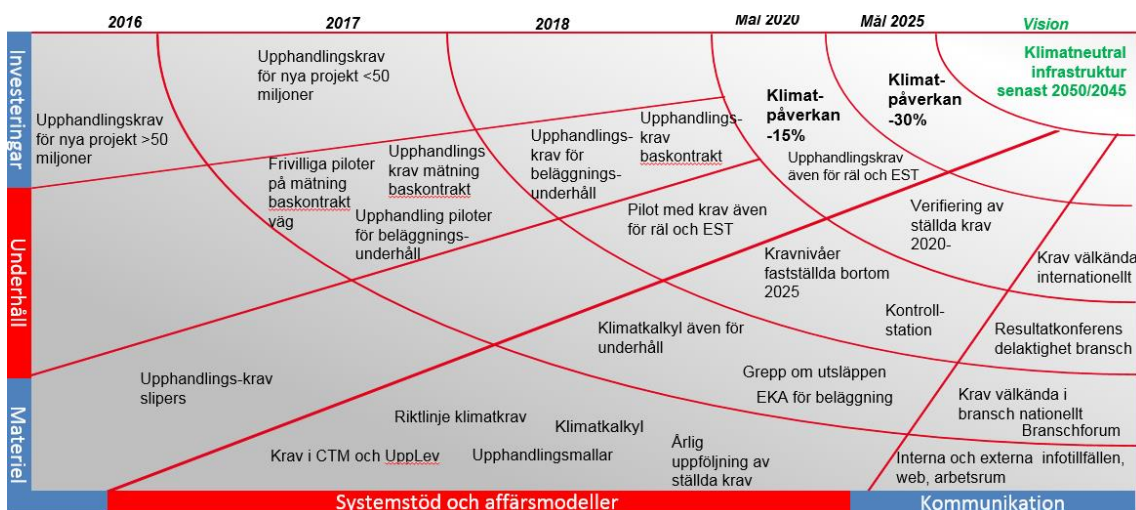 2016
2017
2018
Mål 2020
Mål 2025
Vision
Investeringar
Underhåll
Materiel
Upphandlingskrav
för nya projekt >50
miljoner
Upphandlingskrav
för nya projekt <50
miljoner
Frivilliga piloter
på mätning
baskontrakt
väg
Upphandlings
krav mätning
baskontrakt
Upphandling piloter
för beläggnings-
underhåll
Upphandlings-
krav för
beläggnings-
underhåll
Upphandlings-
krav
baskontrakt
Klimat-
påverkan
-15%
Klimat-
påverkan
-30%
Klimatneutral
infrastruktur
senast 2050/2045
Upphandlingskrav
även för räl och EST
Pilot med krav även
för räl och EST
Verifiering av
ställda krav
2020-
Kravnivåer
fastställda bortom
2025
Krav välkända
internationellt
Kontroll-
station
Klimatkalkyl även för
underhåll
Resultatkonferens
delaktighet bransch
Upphandlings-krav
slipers
Grepp om utsläppen
EKA för beläggning
Krav välkända i
bransch nationellt
Branschforum
Riktlinje klimatkrav
Klimatkalkyl
Krav i CTM och UppLev
Upphandlingsmallar
Årlig
uppföljning av
ställda krav
Interna och externa infotillfällen,
web, arbetsrum
Systemstöd och affärsmodeller
Kommunikation